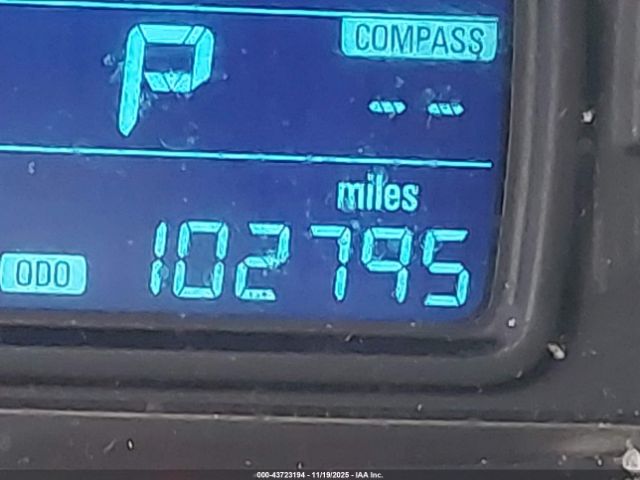 P
COMPASS
--
miles
ODO 102795
000-43723194 - 11/19/2025 - IAA Inc.